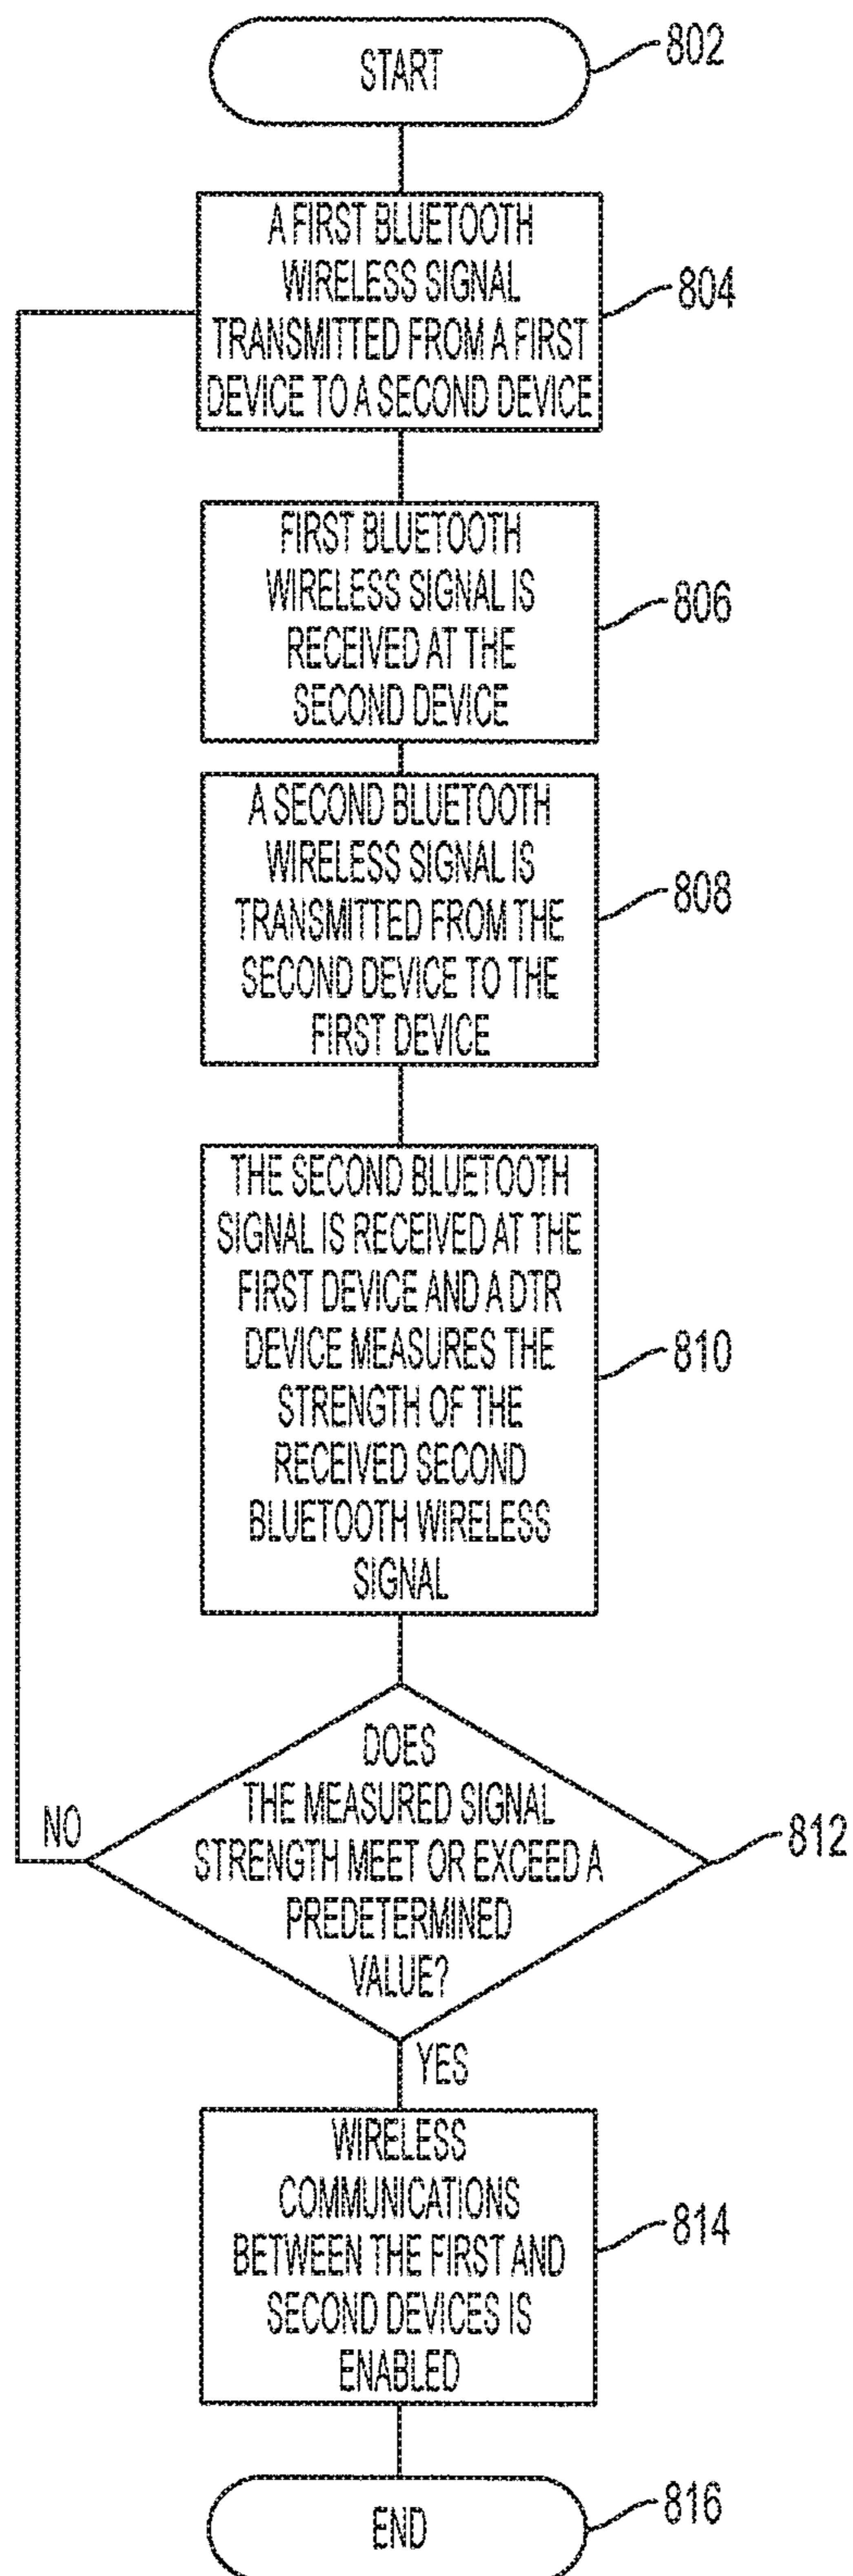 START
802
A FIRST BLUETOOTH
WIRELESS SIGNAL
TRANSMITTED FROM A FIRST
DEVICE TO A SECOND DEVICE
804
FIRST BLUETOOTH
WIRELESS SIGNAL IS
RECEIVED AT THE
SECOND DEVICE
806
A SECOND BLUETOOTH
WIRELESS SIGNAL IS
TRANSMITTED FROM THE
SECOND DEVICE TO THE
FIRST DEVICE
808
THE SECOND BLUETOOTH
SIGNAL IS RECEIVED AT THE
FIRST DEVICE AND A DTR
DEVICE MEASURES THE
STRENGTH OF THE
RECEIVED SECOND
BLUETOOTH WIRELESS
SIGNAL
810
DOES
THE MEASURED SIGNAL
STRENGTH MEET OR EXCEED A
PREDETERMINED
VALUE?
812
NO
YES
WIRELESS
COMMUNICATIONS
BETWEEN THE FIRST AND
SECOND DEVICES IS
ENABLED
814
END
816